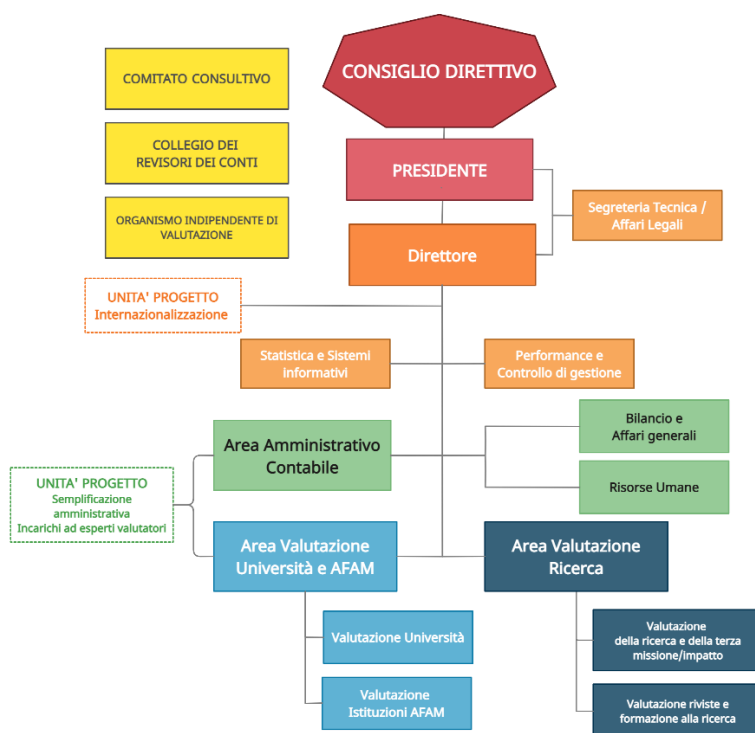 COMITATO CONSULTIVO
COLLEGIO DEI
REVISORI DEI CONTI
ORGANISMO INDIPENDENTE DI
VALUTAZIONE
CONSIGLIO DIRETTIVO
PRESIDENTE
Segreteria Tecnica /
Affari Legali
Direttore
UNITA' PROGETTO
Internazionalizzazione
Statistica e Sistemi
informativi
Performance e
Controllo di gestione
Area Amministrativo
Contabile
Bilancio e
Affari generali
Risorse Umane
UNITA' PROGETTO
Semplificazione
amministrativa
Incarichi ad esperti valutatori
Area Valutazione
Università e AFAM
Area Valutazione
Ricerca
Valutazione Università
Valutazione
Istituzioni AFAM
Valutazione
della ricerca e della terza
missione/impatto
Valutazione riviste e
formazione alla ricerca